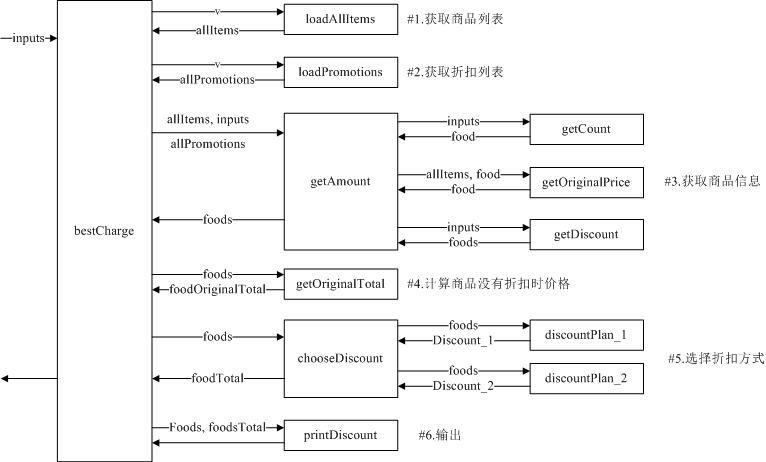 v
loadAllItems
#1.获取商品列表
allItems
inputs
v
loadPromotions
#2.获取折扣列表
allPromotions
allItems, inputs
allPromotions
inputs
food
getCount
getAmount
allItems, food
food
getOriginalPrice
#3.获取商品信息
foods
inputs
foods
getDiscount
bestCharge
foods
foodOriginalTotal
getOriginalTotal
#4.计算商品没有折扣时价格
foods
chooseDiscount
foods
Discount_1
discountPlan_1
#5.选择折扣方式
foodTotal
foods
Discount_2
discountPlan_2
Foods, foodsTotal
printDiscount
#6.输出